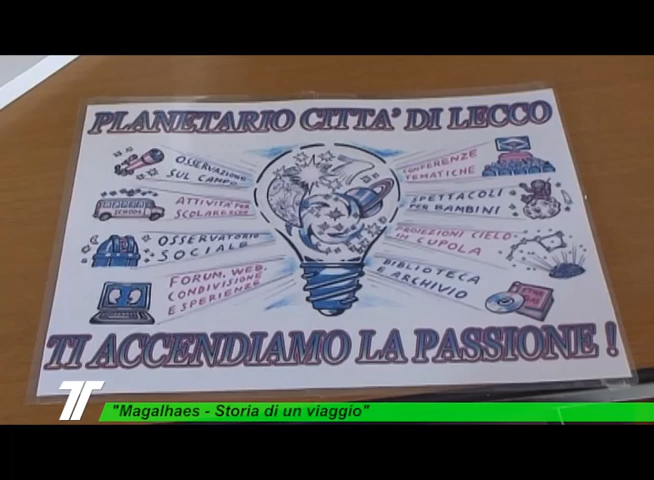 PLANETARIO CITTA' DI LECCO
OSSERVAZIONI
SUL CAMPO
ATTIVITA' PER
SCOLARESCHE
SCHOOL
OSSERVATORIO
SOCIALE
FORUM, WEB,
CONDIVISIONE
ESPERIENZE
CONFERENZE
TEMATICHE
SPETTACOLI
PER BAMBINI
PROIEZIONI CIELO
IN CUPOLA
BIBLIOTECA
E ARCHIVIO
TI ACCENDIAMO LA PASSIONE !
"Magalhaes - Storia di un viaggio"